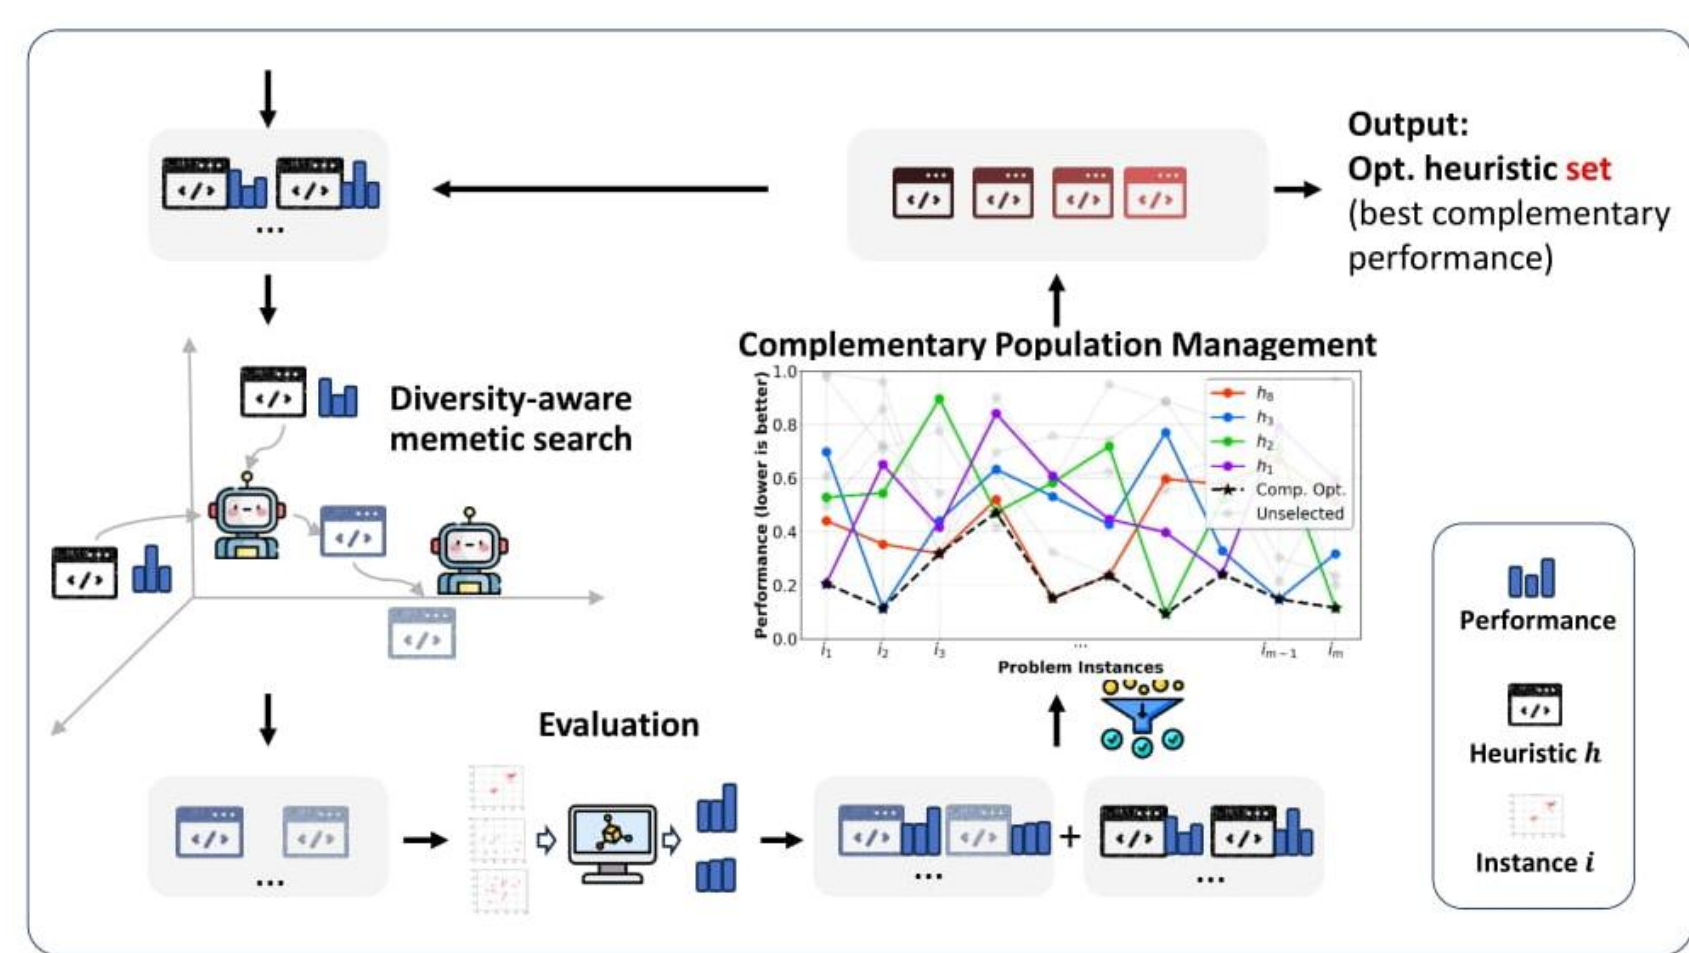 Output:
Opt. heuristic set
(best complementary
performance)
</>
</>
...
</>
</>
</>
</>
Complementary Population Management
Performance (lower is better)
1.0
0.8
0.6
0.4
0.2
0.0
h₈
h₃
h₂
h₁
Comp. Opt.
Unselected
i₁
i₂
i₃
...
iₘ₋₁
iₘ
Problem Instances
</>
Diversity-aware
memetic search
</>
</>
</>
Evaluation
</>
</>
...
</>
</>
...
+
</>
</>
...
Performance
</>
Heuristic h
Instance i